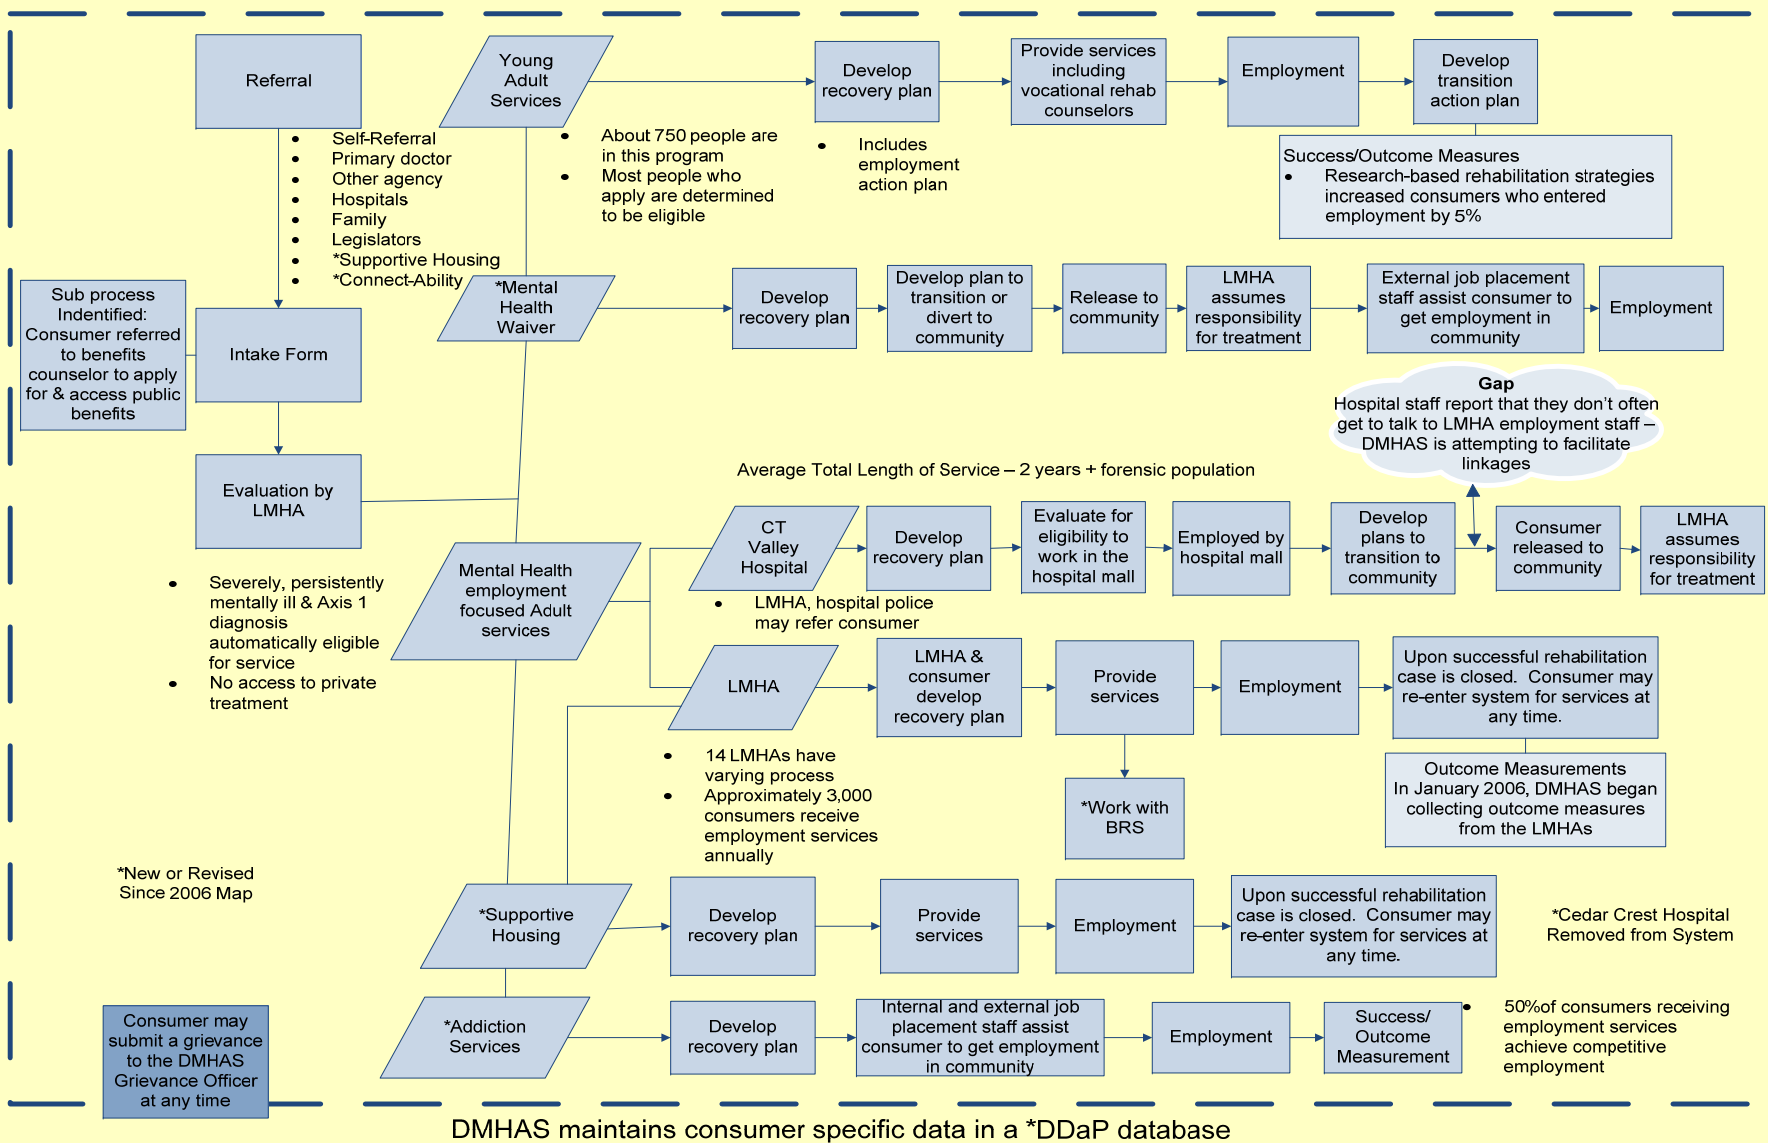 Referral
• Self-Referral
• Primary doctor
• Other agency
• Hospitals
• Family
• Legislators
• *Supportive Housing
• *Connect-Ability
Sub process
Indentified:
Consumer referred
to benefits
counselor to apply
for & access public
benefits
Intake Form
Evaluation by
LMHA
• Severely, persistently
mentally ill & Axis 1
diagnosis
automatically eligible
for service
• No access to private
treatment
*New or Revised
Since 2006 Map
Consumer may
submit a grievance
to the DMHAS
Grievance Officer
at any time
Young
Adult
Services
• About 750 people are
in this program
• Most people who
apply are determined
to be eligible
Develop
recovery plan
• Includes
employment
action plan
Provide services
including
vocational rehab
counselors
Employment
Develop
transition
action plan
Success/Outcome Measures
• Research-based rehabilitation strategies
increased consumers who entered
employment by 5%
*Mental
Health
Waiver
Develop
recovery plan
Develop plan to
transition or
divert to
community
Release to
community
LMHA
assumes
responsibility
for treatment
External job placement
staff assist consumer to
get employment in
community
Employment
Gap
Hospital staff report that they don't often
get to talk to LMHA employment staff –
DMHAS is attempting to facilitate
linkages
Average Total Length of Service – 2 years + forensic population
Mental Health
employment
focused Adult
services
CT
Valley
Hospital
• LMHA, hospital police
may refer consumer
Develop
recovery plan
Evaluate for
eligibility to
work in the
hospital mall
Employed by
hospital mall
Develop
plans to
transition to
community
Consumer
released to
community
LMHA
assumes
responsibility
for treatment
LMHA
• 14 LMHAs have
varying process
• Approximately 3,000
consumers receive
employment services
annually
LMHA &
consumer
develop
recovery plan
Provide
services
*Work with
BRS
Employment
Upon successful rehabilitation
case is closed. Consumer may
re-enter system for services at
any time.
Outcome Measurements
In January 2006, DMHAS began
collecting outcome measures
from the LMHAs
*Supportive
Housing
Develop
recovery plan
Provide
services
Employment
Upon successful rehabilitation
case is closed. Consumer may
re-enter system for services at
any time.
*Cedar Crest Hospital
Removed from System
*Addiction
Services
Develop
recovery plan
Internal and external job
placement staff assist
consumer to get employment
in community
Employment
Success/
Outcome
Measurement
• 50%of consumers receiving
employment services
achieve competitive
employment
DMHAS maintains consumer specific data in a *DDaP database